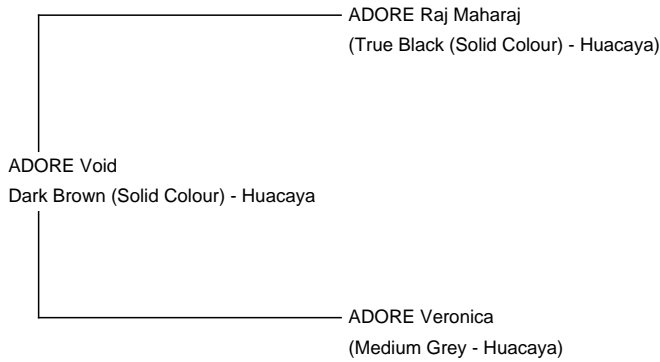 ADORE Raj Maharaj
(True Black (Solid Colour) - Huacaya)
ADORE Void
Dark Brown (Solid Colour) - Huacaya
ADORE Veronica
(Medium Grey - Huacaya)